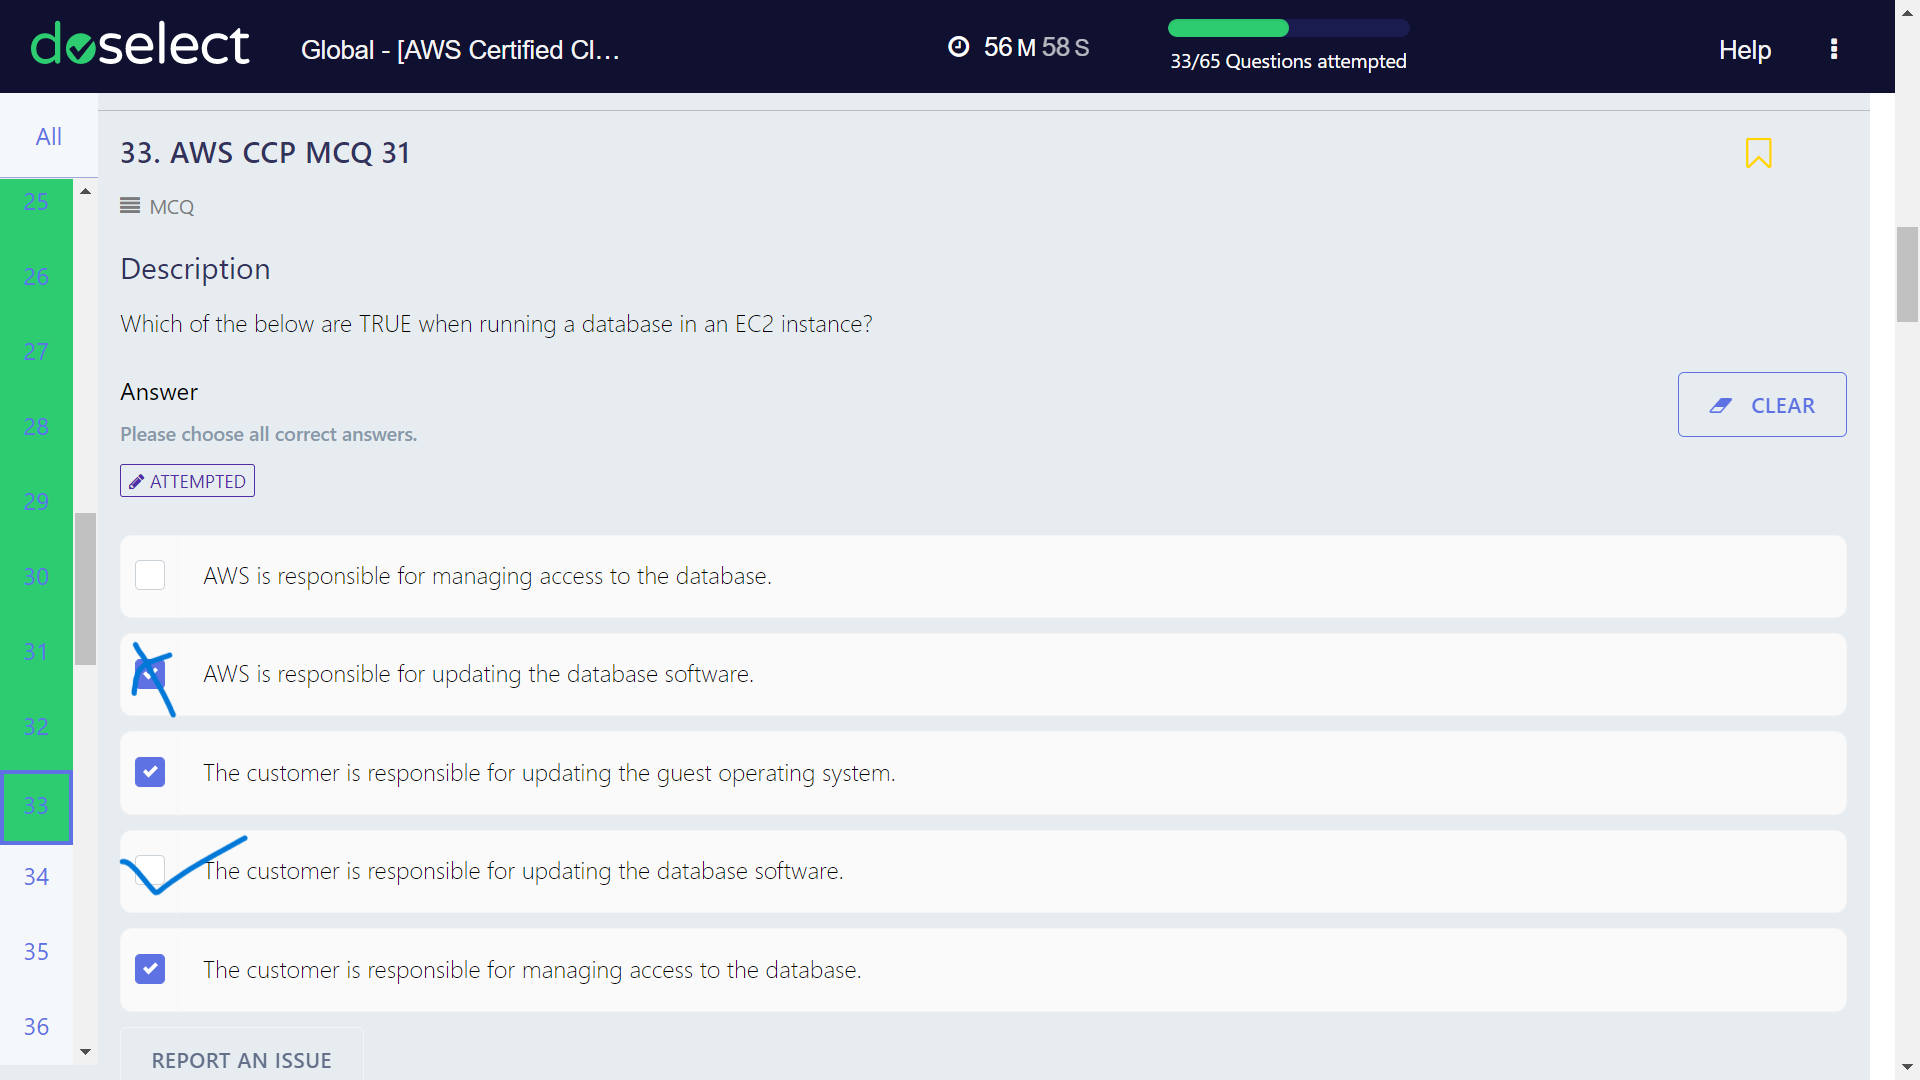 doselect
Global - [AWS Certified Cl...
56 M 58 S
33/65 Questions attempted
Help
All
25
26
27
28
29
30
31
32
33
34
35
36
33. AWS CCP MCQ 31
MCQ
Description
Which of the below are TRUE when running a database in an EC2 instance?
Answer
CLEAR
Please choose all correct answers.
ATTEMPTED
AWS is responsible for managing access to the database.
AWS is responsible for updating the database software.
The customer is responsible for updating the guest operating system.
The customer is responsible for updating the database software.
The customer is responsible for managing access to the database.
REPORT AN ISSUE